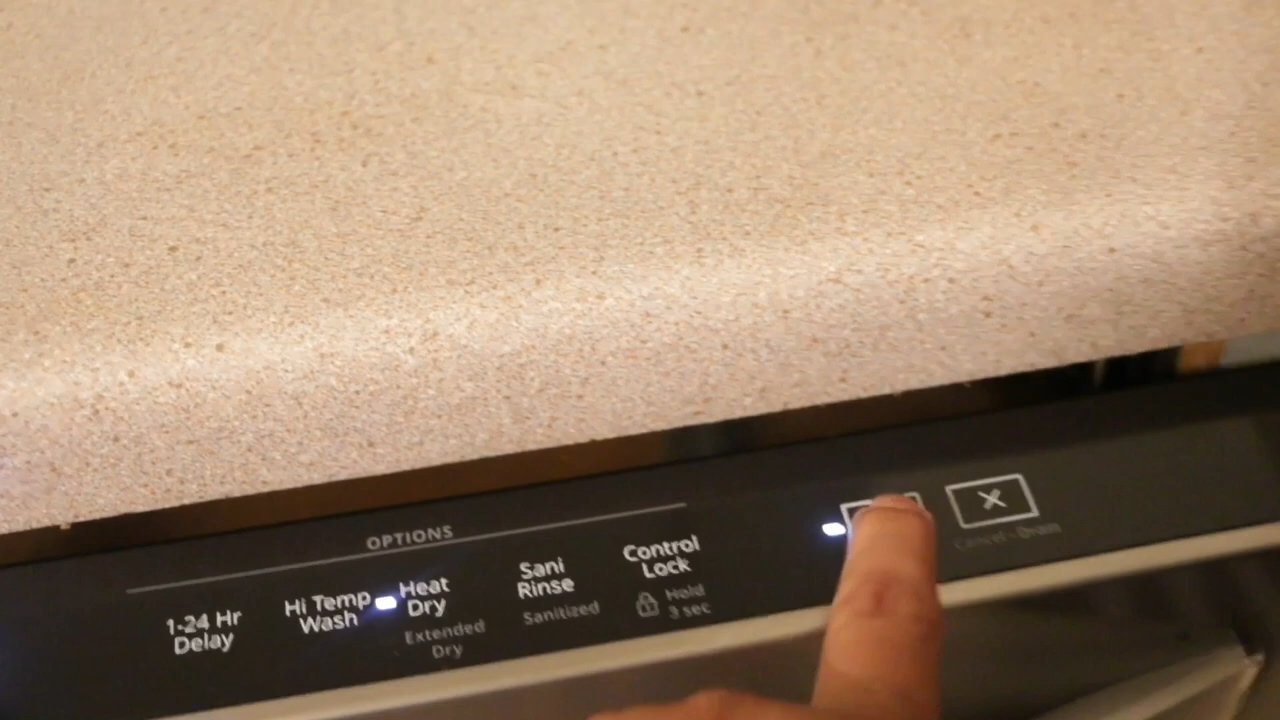 OPTIONS
1-24 Hr
Delay
Hi Temp
Wash
Heat
Dry
Extended
Dry
Sani
Rinse
Sanitized
Control
Lock
Hold
3 sec
Cancel - Drain